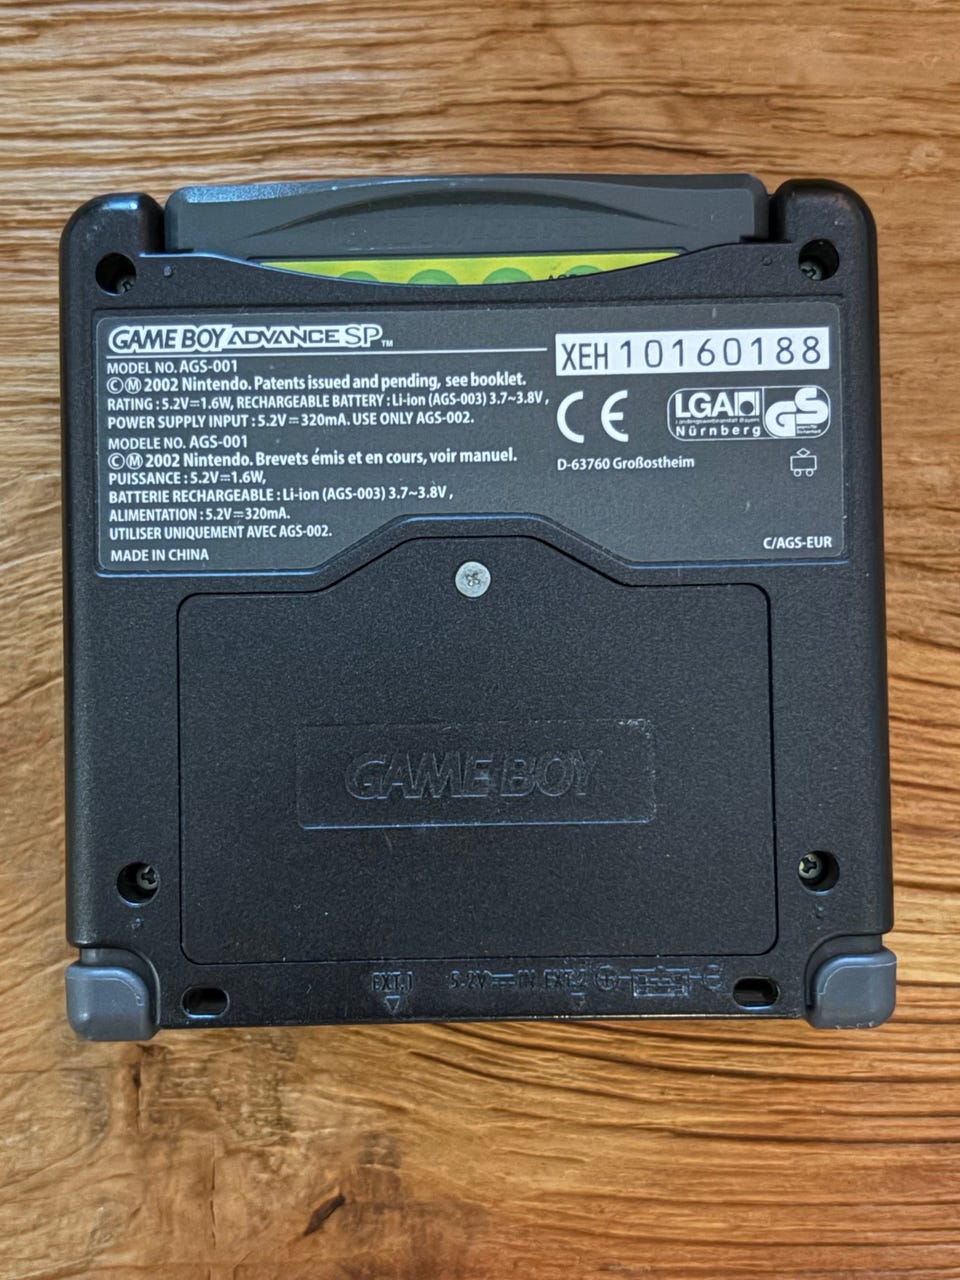 GAME BOY ADVANCE SP™
MODEL NO. AGS-001
ⒸⓂ 2002 Nintendo. Patents issued and pending, see booklet.
RATING : 5.2V⎓1.6W, RECHARGEABLE BATTERY : Li-ion (AGS-003) 3.7~3.8V ,
POWER SUPPLY INPUT : 5.2V⎓320mA. USE ONLY AGS-002.
MODELE NO. AGS-001
ⒸⓂ 2002 Nintendo. Brevets émis et en cours, voir manuel.
PUISSANCE : 5.2V⎓1.6W,
BATTERIE RECHARGEABLE : Li-ion (AGS-003) 3.7~3.8V ,
ALIMENTATION : 5.2V⎓320mA.
UTILISER UNIQUEMENT AVEC AGS-002.
MADE IN CHINA
XEH 10160188
CE
LGA
Nürnberg
GS
D-63760 Großostheim
C/AGS-EUR
GAME BOY
EXT.1
5.2V⎓IN EXT.2